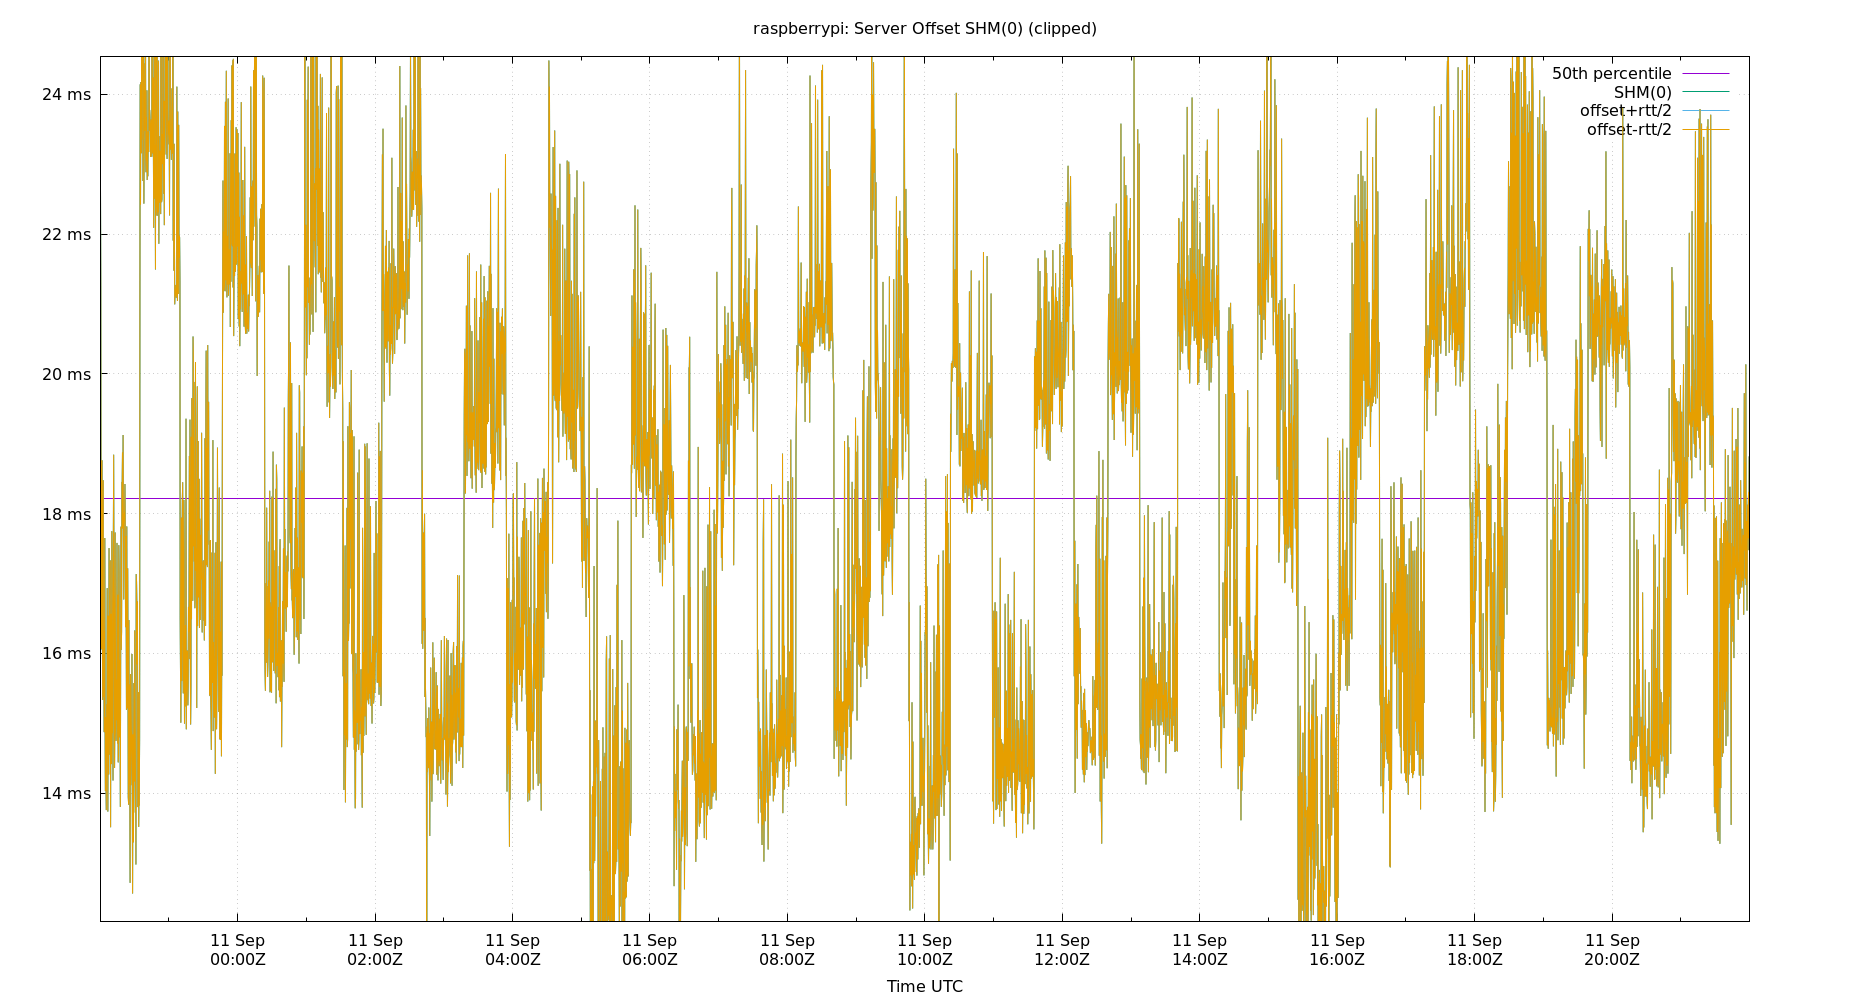 raspberrypi: Server Offset SHM(0) (clipped)
50th percentile
SHM(0)
offset+rtt/2
offset-rtt/2
24 ms
22 ms
20 ms
18 ms
16 ms
14 ms
11 Sep 11 Sep 11 Sep 11 Sep 11 Sep 11 Sep 11 Sep 11 Sep 11 Sep 11 Sep 11 Sep
00:00Z 02:00Z 04:00Z 06:00Z 08:00Z 10:00Z 12:00Z 14:00Z 16:00Z 18:00Z 20:00Z
Time UTC